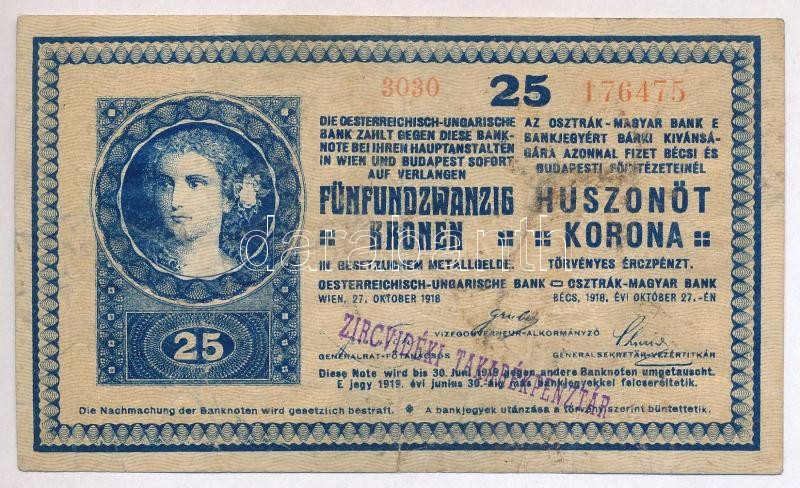 3030 25 176475
DIE OESTERREICHISCH-UNGARISCHE
BANK ZAHLT GEGEN DIESE BANK-
NOTE BEI IHREN HAUPTANSTALTEN
IN WIEN UND BUDAPEST SOFORT
AUF VERLANGEN
FÜNFUNDZWANZIG
KRONEN
IN GESETZLICHEM METALLGELDE.
OESTERREICHISCH-UNGARISCHE BANK
WIEN, 27. OKTOBER 1918
AZ OSZTRÁK-MAGYAR BANK E
BANKJEGYÉRT BÁRKI KIVÁNSÁ-
GÁRA AZONNAL FIZET BÉCSI ÉS
BUDAPESTI FŐINTÉZETEINÉL
HUSZONÖT
KORONA
TÖRVÉNYES ÉRCZPÉNZT.
OSZTRÁK-MAGYAR BANK
BÉCS, 1918. ÉVI OKTÓBER 27.-ÉN
25
VIZEGOUVERNEUR-ALKORMÁNYZÓ
GENERALRAT-FŐTANÁCSOS
GENERALSEKRETÄR-VEZÉRTITKÁR
ZIRCVIDÉKI TAKARÉKPÉNZTÁR
Diese Note wird bis 30. Juni 1919 gegen andere Banknoten umgetauscht.
E jegy 1919. évi junius 30.-áig más bankjegyekkel felcseréltetik.
Die Nachmachung der Banknoten wird gesetzlich bestraft. * A bankjegyek utánzása a törvény szerint büntettetik.
darabanth